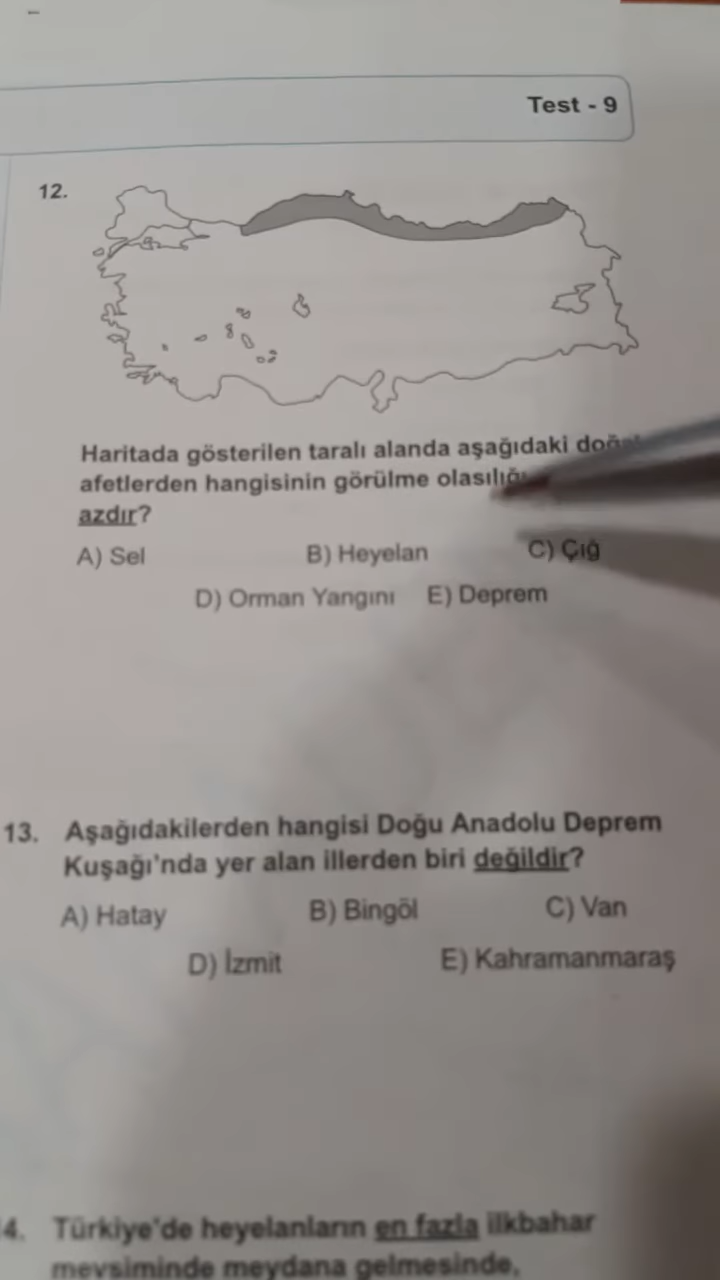 Test - 9
12.
Haritada gösterilen taralı alanda aşağıdaki
afetlerden hangisinin görülme
azdır?
A) Sel B) Heyelan C) Çığ
D) Orman Yangını E) Deprem
13. Aşağıdakilerden hangisi Doğu Anadolu Deprem
Kuşağı'nda yer alan illerden biri değildir?
A) Hatay B) Bingöl C) Van
D) İzmit E) Kahramanmaraş
4. Türkiye'de heyelanların en fazla ilkbahar
mevsiminde meydana gelmesinde,